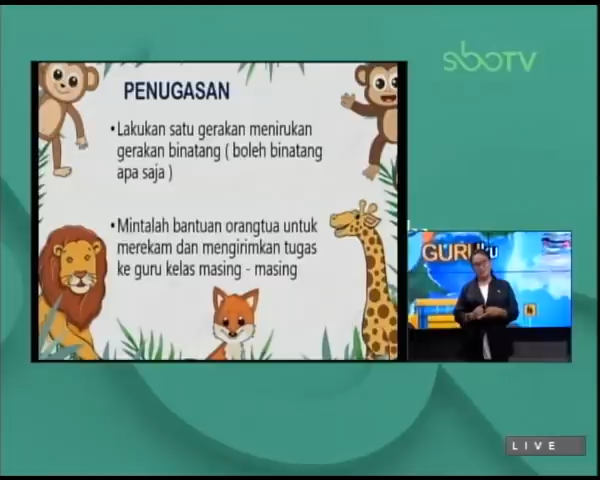 sboTV
PENUGASAN
•Lakukan satu gerakan menirukan
gerakan binatang ( boleh binatang
apa saja )
•Mintalah bantuan orangtua untuk
merekam dan mengirimkan tugas
ke guru kelas masing - masing
GURUKU
LIVE